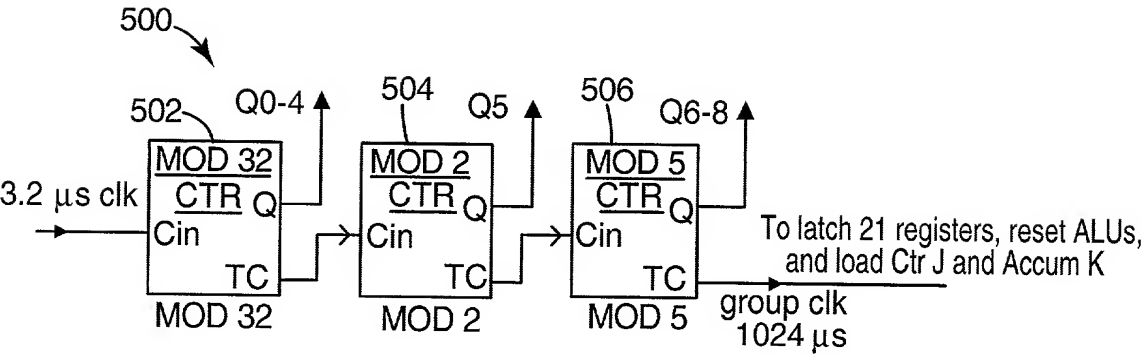 500
502
Q0-4
504
Q5
506
Q6-8
MOD 32
CTR
Q
Cin
TC
MOD 32
3.2 μs clk
MOD 2
CTR
Q
Cin
TC
MOD 2
MOD 5
CTR
Q
Cin
TC
MOD 5
To latch 21 registers, reset ALUs,
and load Ctr J and Accum K
group clk
1024 μs